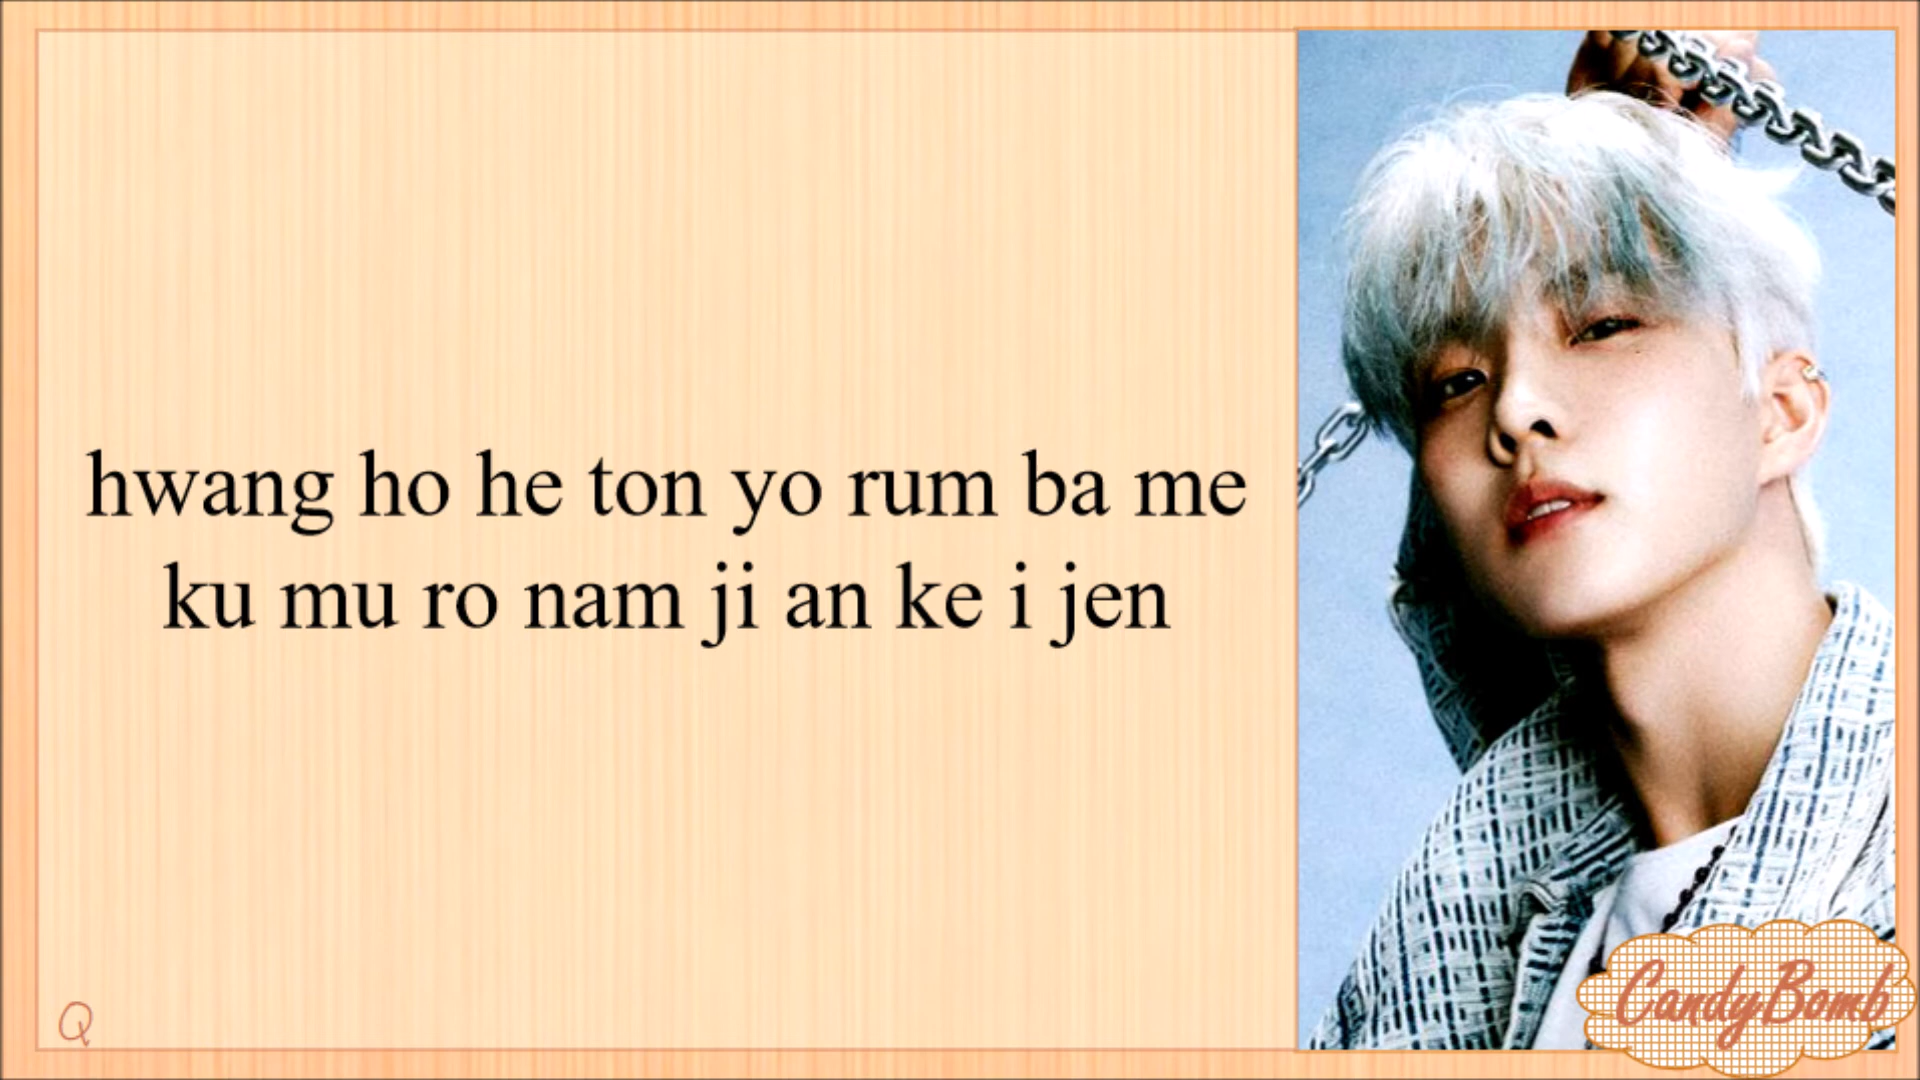 hwang ho he ton yo rum ba me
ku mu ro nam ji an ke i jen
Q
CandyBomb